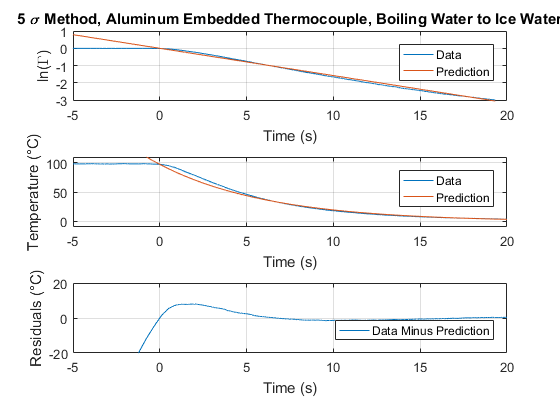 5 σ Method, Aluminum Embedded Thermocouple, Boiling Water to Ice Water
ln(Γ)
1
0
-1
-2
-3
-5 0 5 10 15 20
Time (s)
Data
Prediction
Temperature (°C)
100
50
0
-5 0 5 10 15 20
Time (s)
Data
Prediction
Residuals (°C)
20
0
-20
-5 0 5 10 15 20
Time (s)
Data Minus Prediction